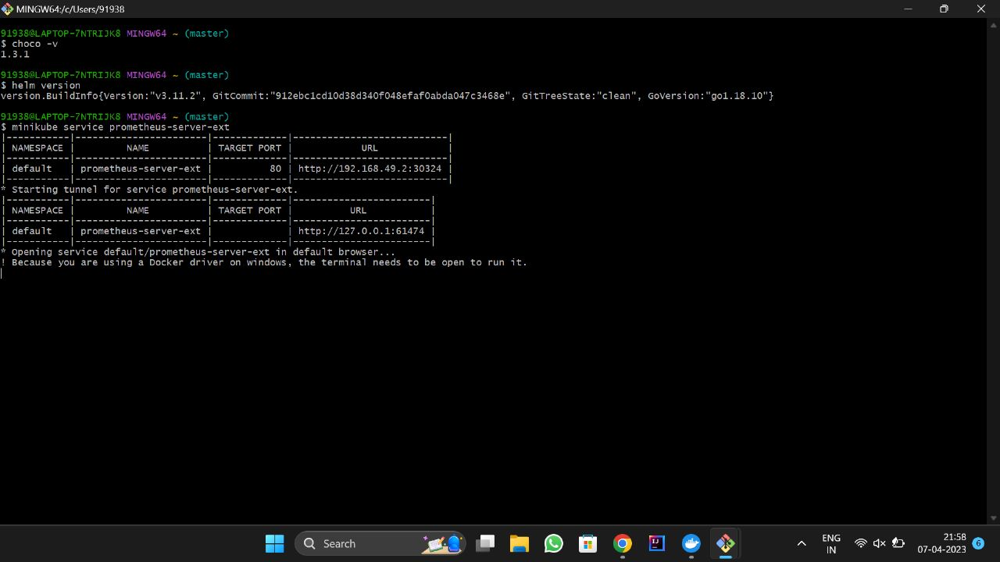 MINGW64:/c/Users/91938
91938@LAPTOP-7NTRIJK8 MINGW64 ~ (master)
$ choco -v
1.3.1
91938@LAPTOP-7NTRIJK8 MINGW64 ~ (master)
$ helm version
version.BuildInfo{Version:"v3.11.2", GitCommit:"912ebc1cd10d38d340f048efaf0abda047c3468e", GitTreeState:"clean", GoVersion:"go1.18.10"}
91938@LAPTOP-7NTRIJK8 MINGW64 ~ (master)
$ minikube service prometheus-server-ext
|-----------|-----------------------|-------------|---------------------------|
| NAMESPACE |         NAME          | TARGET PORT |            URL            |
|-----------|-----------------------|-------------|---------------------------|
| default   | prometheus-server-ext |          80 | http://192.168.49.2:30324 |
|-----------|-----------------------|-------------|---------------------------|
* Starting tunnel for service prometheus-server-ext.
|-----------|-----------------------|-------------|------------------------|
| NAMESPACE |         NAME          | TARGET PORT |          URL           |
|-----------|-----------------------|-------------|------------------------|
| default   | prometheus-server-ext |             | http://127.0.0.1:61474 |
|-----------|-----------------------|-------------|------------------------|
* Opening service default/prometheus-server-ext in default browser...
! Because you are using a Docker driver on windows, the terminal needs to be open to run it.
Search
ENG
IN
21:58
07-04-2023
6